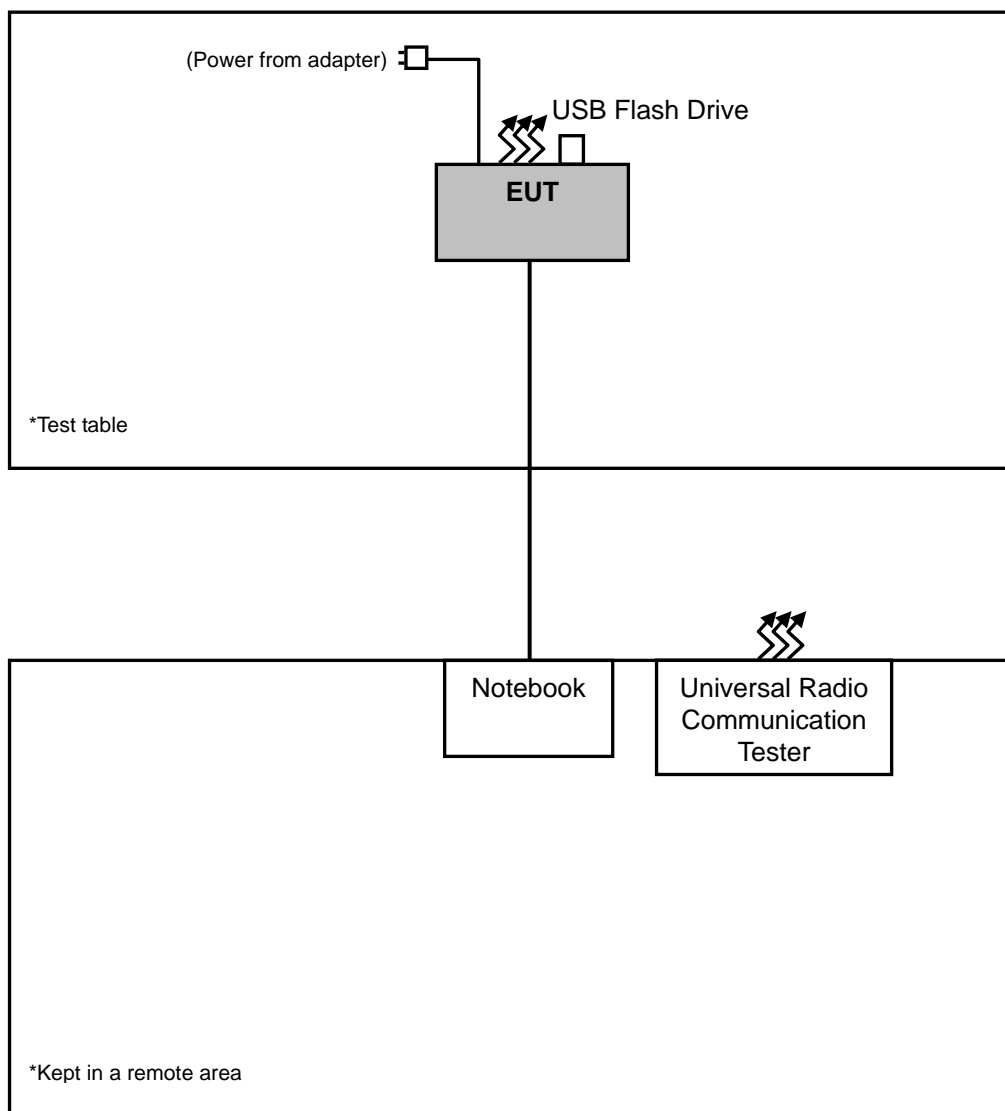 (Power from adapter)
USB Flash Drive
EUT
*Test table
Notebook
Universal Radio
Communication
Tester
*Kept in a remote area